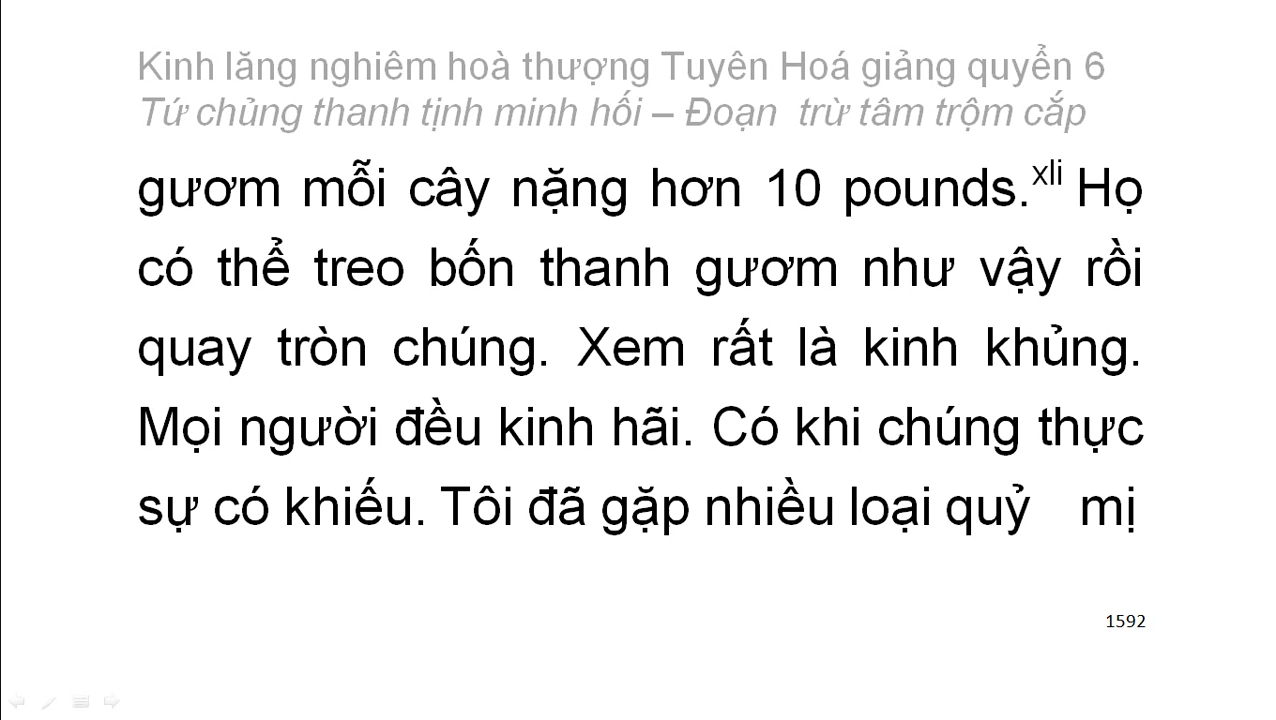 Kinh lăng nghiêm hoà thượng Tuyên Hoá giảng quyển 6
Tứ chủng thanh tịnh minh hối – Đoạn trừ tâm trộm cắp
gươm mỗi cây nặng hơn 10 pounds.xli Họ
có thể treo bốn thanh gươm như vậy rồi
quay tròn chúng. Xem rất là kinh khủng.
Mọi người đều kinh hãi. Có khi chúng thực
sự có khiếu. Tôi đã gặp nhiều loại quỷ mị
1592